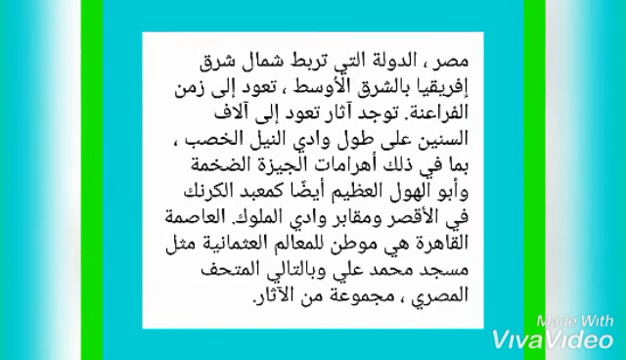 مصر ، الدولة التي تربط شمال شرق
إفريقيا بالشرق الأوسط ، تعود إلى زمن
الفراعنة. توجد آثار تعود إلى آلاف
السنين على طول وادي النيل الخصب ،
بما في ذلك أهرامات الجيزة الضخمة
وأبو الهول العظيم أيضًا كمعبد الكرنك
في الأقصر ومقابر وادي الملوك. العاصمة
القاهرة هي موطن للمعالم العثمانية مثل
مسجد محمد علي وبالتالي المتحف
المصري ، مجموعة من الآثار.
Made With
VivaVideo